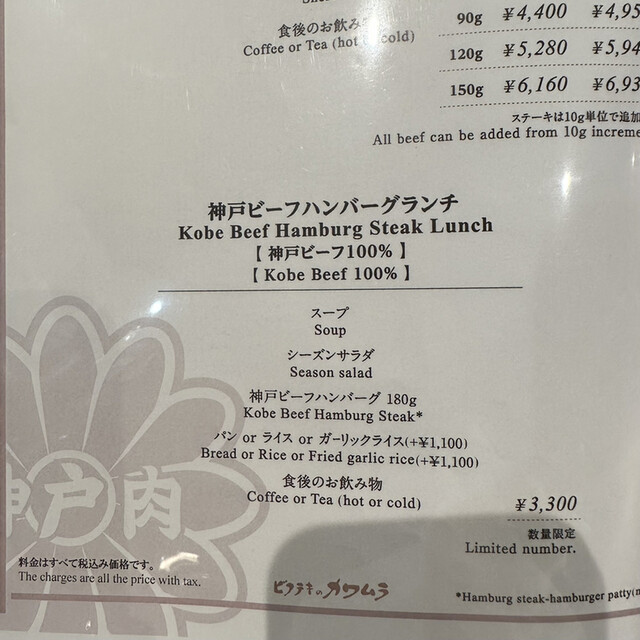 食後のお飲み物
Coffee or Tea (hot or cold)
90g ¥4,400 ¥4,95
120g ¥5,280 ¥5,94
150g ¥6,160 ¥6,93
ステーキは10g単位で追加
All beef can be added from 10g increme
神戸ビーフハンバーグランチ
Kobe Beef Hamburg Steak Lunch
【 神戸ビーフ100% 】
【 Kobe Beef 100% 】
スープ
Soup
シーズンサラダ
Season salad
神戸ビーフハンバーグ 180g
Kobe Beef Hamburg Steak*
パン or ライス or ガーリックライス(+¥1,100)
Bread or Rice or Fried garlic rice(+¥1,100)
食後のお飲み物
Coffee or Tea (hot or cold)
¥3,300
数量限定
Limited number.
神戸肉
料金はすべて税込み価格です。
The charges are all the price with tax.
ビフテキのカワムラ
*Hamburg steak-hamburger patty(m